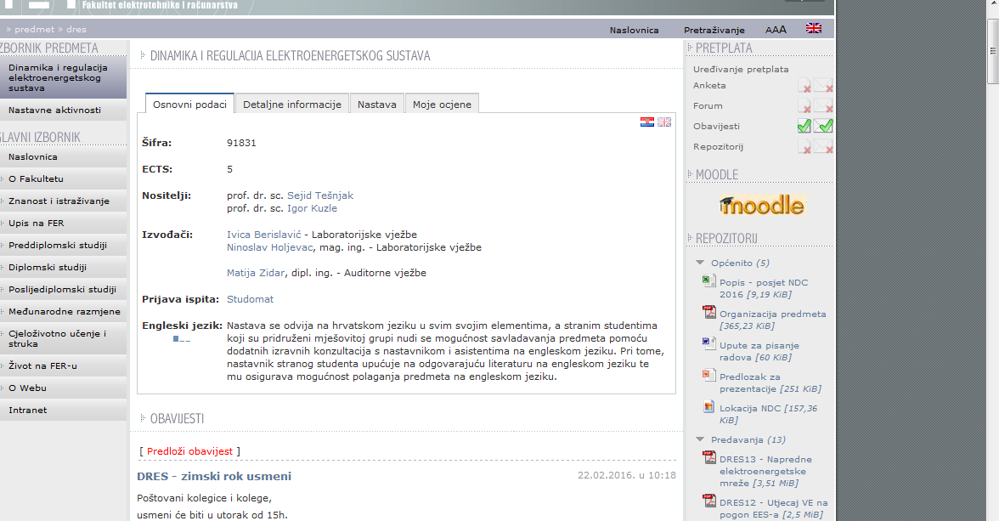 Fakultet elektrotehnike i računarstva
» predmet » dres
Naslovnica
Pretraživanje
AAA
ZBORNIK PREDMETA
Dinamika i regulacija
elektroenergetskog
sustava
Nastavne aktivnosti
GLAVNI IZBORNIK
Naslovnica
O Fakultetu
Znanost i istraživanje
Upis na FER
Preddiplomski studiji
Diplomski studiji
Poslijediplomski studiji
Međunarodne razmjene
Cjeloživotno učenje i
struka
Život na FER-u
O Webu
Intranet
DINAMIKA I REGULACIJA ELEKTROENERGETSKOG SUSTAVA
Osnovni podaci
Detaljne informacije
Nastava
Moje ocjene
Šifra: 91831
ECTS: 5
Nositelji: prof. dr. sc. Sejid Tešnjak
prof. dr. sc. Igor Kuzle
Izvođači: Ivica Berislavić - Laboratorijske vježbe
Ninoslav Holjevac, mag. ing. - Laboratorijske vježbe
Matija Zidar, dipl. ing. - Auditorne vježbe
Prijava ispita: Studomat
Engleski jezik: Nastava se odvija na hrvatskom jeziku u svim svojim elementima, a stranim studentima
koji su pridruženi mješovitoj grupi nudi se mogućnost savladavanja predmeta pomoću
dodatnih izravnih konzultacija s nastavnikom i asistentima na engleskom jeziku. Pri tome,
nastavnik stranog studenta upućuje na odgovarajuću literaturu na engleskom jeziku te
mu osigurava mogućnost polaganja predmeta na engleskom jeziku.
OBAVIJESTI
[ Predloži obavijest ]
DRES - zimski rok usmeni
22.02.2016. u 10:18
Poštovani kolegice i kolege,
usmeni će biti u utorak od 15h.
PRETPLATA
Uređivanje pretplata
Anketa
Forum
Obavijesti
Repozitorij
MOODLE
moodle
REPOZITORIJ
Općenito (5)
Popis - posjet NDC
2016 [9,19 KiB]
Organizacija predmeta
[365,23 KiB]
Upute za pisanje
radova [60 KiB]
Predložak za
prezentacije [251 KiB]
Lokacija NDC [157,36
KiB]
Predavanja (13)
DRES13 - Napredne
elektroenergetske
mreže [3,51 MiB]
DRES12 - Utjecaj VE na
pogon EES-a [2,5 MiB]